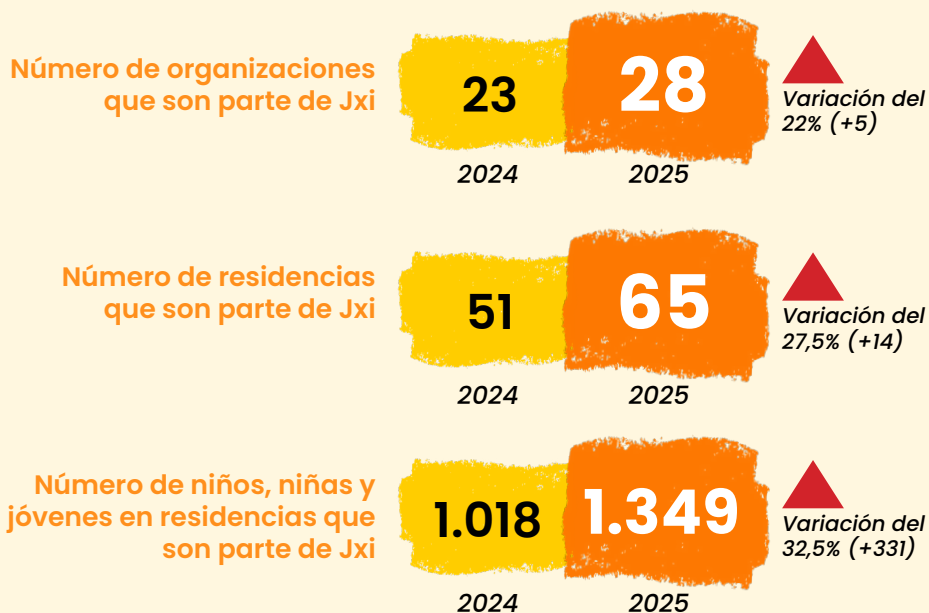 Número de organizaciones
que son parte de Jxi
23
28
Variación del
22% (+5)
2024
2025
Número de residencias
que son parte de Jxi
51
65
Variación del
27,5% (+14)
2024
2025
Número de niños, niñas y
jóvenes en residencias que
son parte de Jxi
1.018
1.349
Variación del
32,5% (+331)
2024
2025